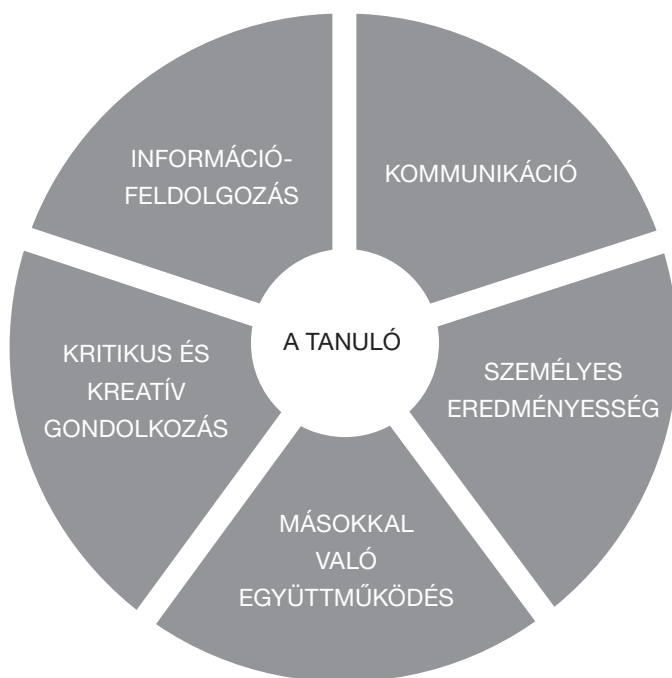 INFORMÁCIÓ-
FELDOLGOZÁS
KOMMUNIKÁCIÓ
A TANULÓ
KRITIKUS ÉS
KREATÍV
GONDOLKOZÁS
SZEMÉLYES
EREDMÉNYESSÉG
MÁSOKKAL
VALÓ
EGYÜTTMŰKÖDÉS